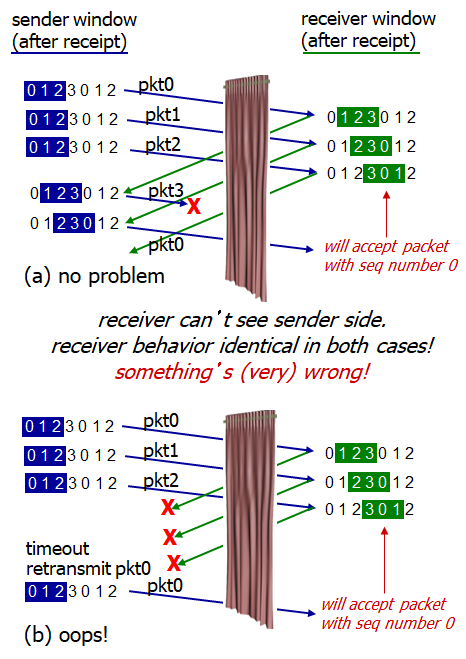 sender window
(after receipt)
receiver window
(after receipt)
0 1 2 3 0 1 2
pkt0
0 1 2 3 0 1 2
pkt1
0 1 2 3 0 1 2
pkt2
0 1 2 3 0 1 2
0 1 2 3 0 1 2
0 1 2 3 0 1 2
0 1 2 3 0 1 2
pkt3
X
0 1 2 3 0 1 2
pkt0
will accept packet
with seq number 0
(a) no problem
receiver can't see sender side.
receiver behavior identical in both cases!
something's (very) wrong!
0 1 2 3 0 1 2
pkt0
0 1 2 3 0 1 2
pkt1
0 1 2 3 0 1 2
pkt2
0 1 2 3 0 1 2
0 1 2 3 0 1 2
0 1 2 3 0 1 2
X
X
X
timeout
retransmit pkt0
0 1 2 3 0 1 2
pkt0
will accept packet
with seq number 0
(b) oops!